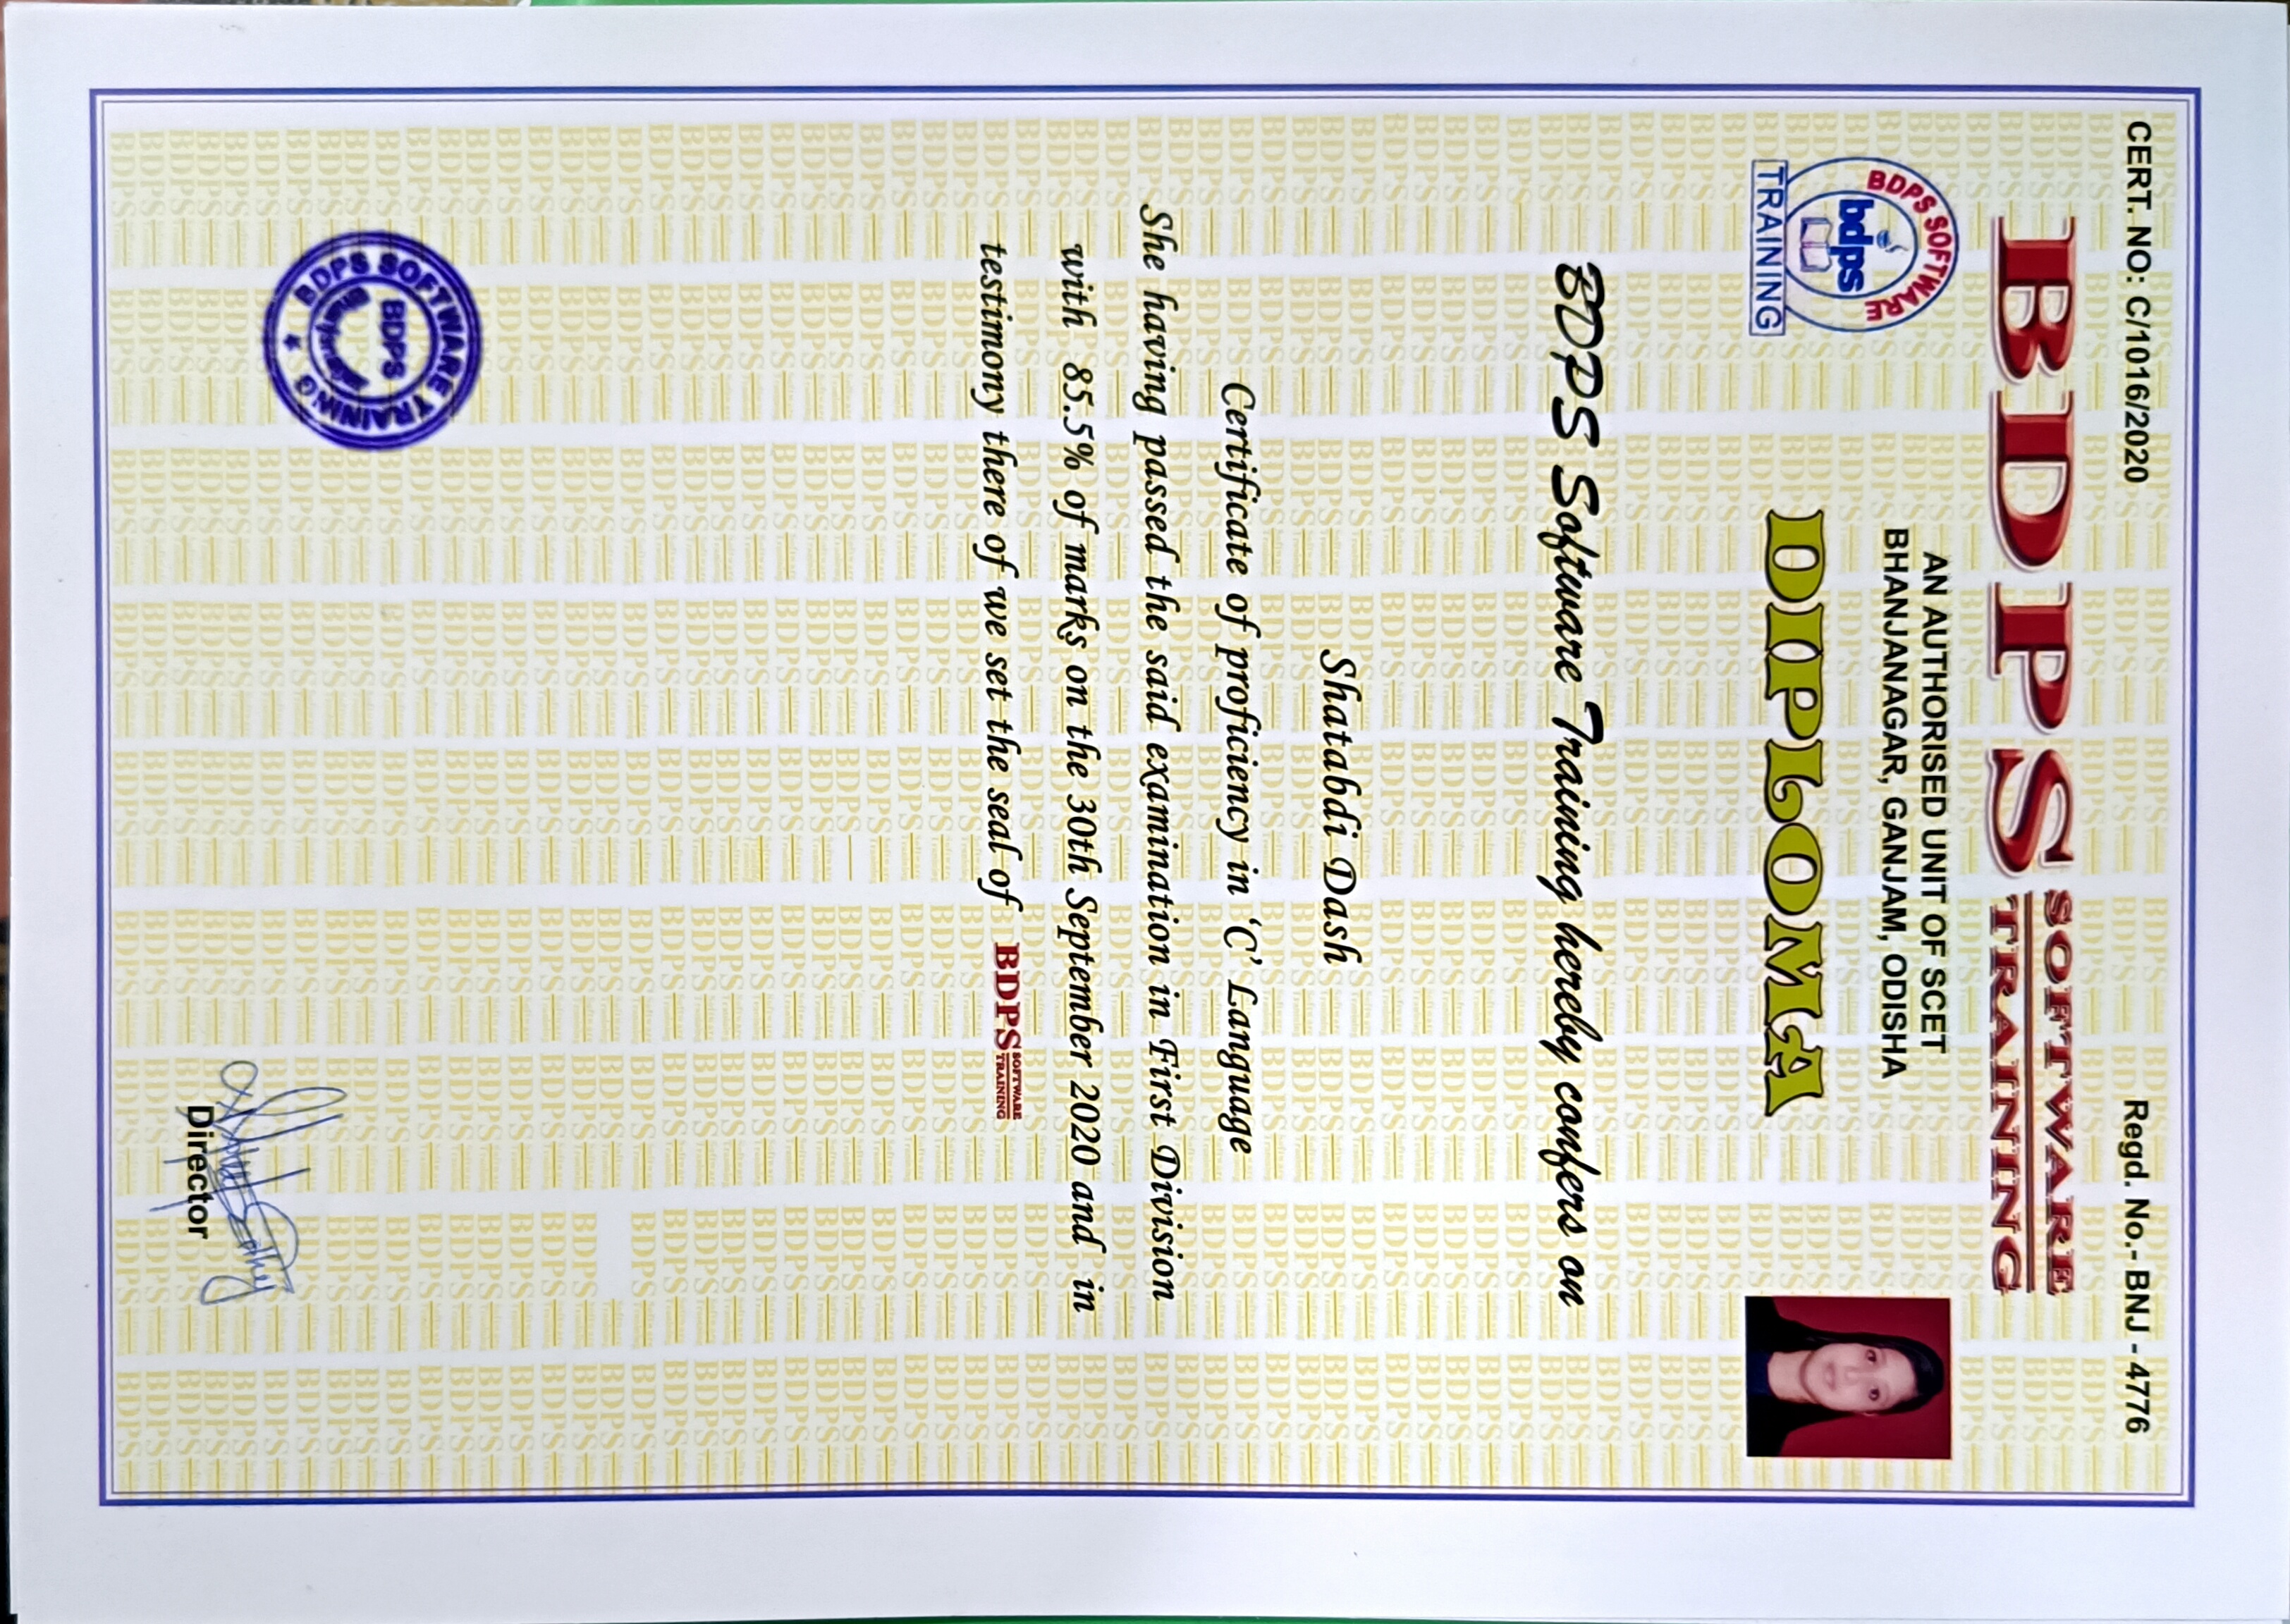 CERT. NO: C/1016/2020
Regd. No.- BNJ - 4776
BDPS SOFTWARE TRAINING
BDPS SOFTWARE
bdps
TRAINING
AN AUTHORISED UNIT OF SCET
BHANJANAGAR, GANJAM, ODISHA
DIPLOMA
BDPS Software Training hereby confers on
Shatabdi Dash
Certificate of proficiency in ‘C’ Language
She having passed the said examination in First Division
with 85.5% of marks on the 30th September 2020 and in
testimony there of we set the seal of BDPS SOFTWARE TRAINING
BDPS SOFTWARE TRAINING
BDPS
Bhanjanagar
Director